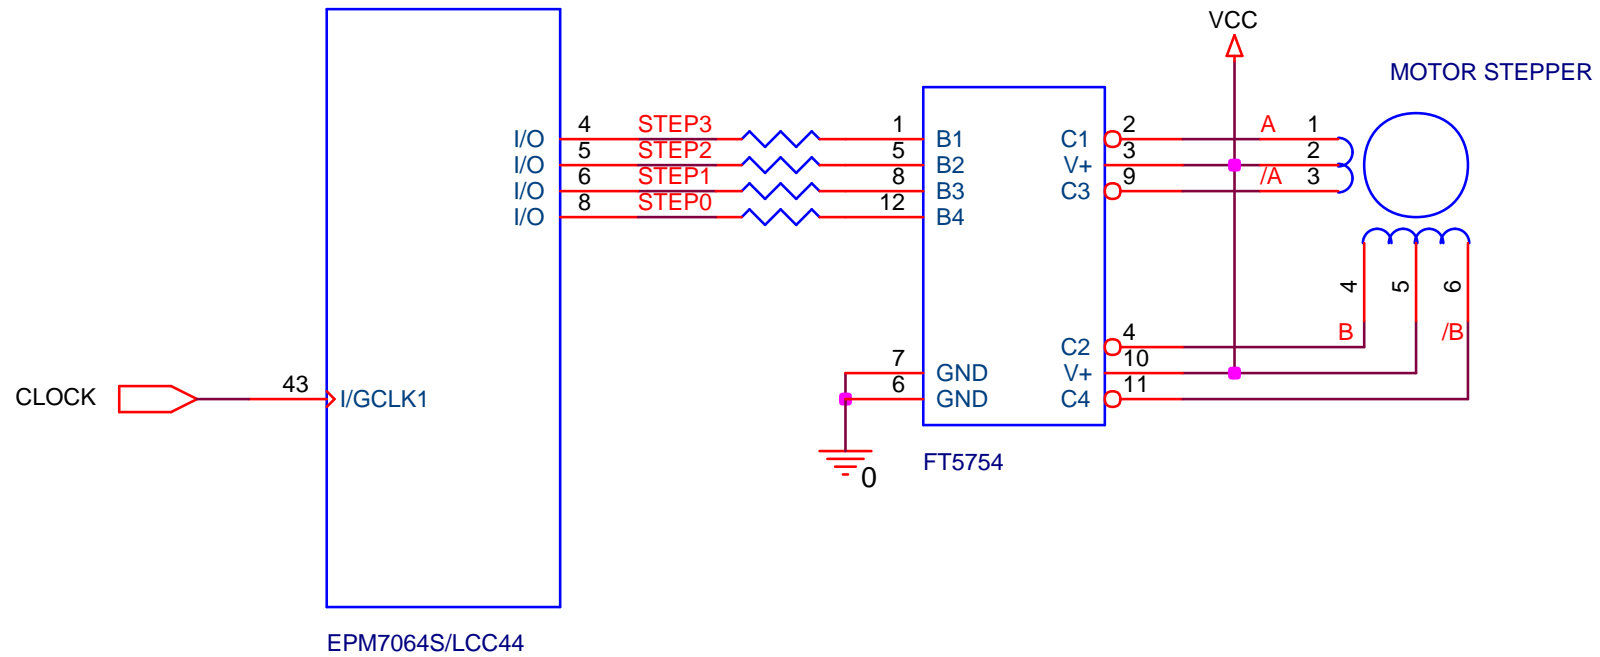 VCC
MOTOR STEPPER
I/O 4 STEP3 1 B1 C1 2 A 1
I/O 5 STEP2 5 B2 V+ 3 2
I/O 6 STEP1 8 B3 C3 9 /A 3
I/O 8 STEP0 12 B4
4 5 6
B /B
C2 4
7 GND V+ 10
6 GND C4 11
CLOCK 43 I/GCLK1
FT5754
0
EPM7064S/LCC44